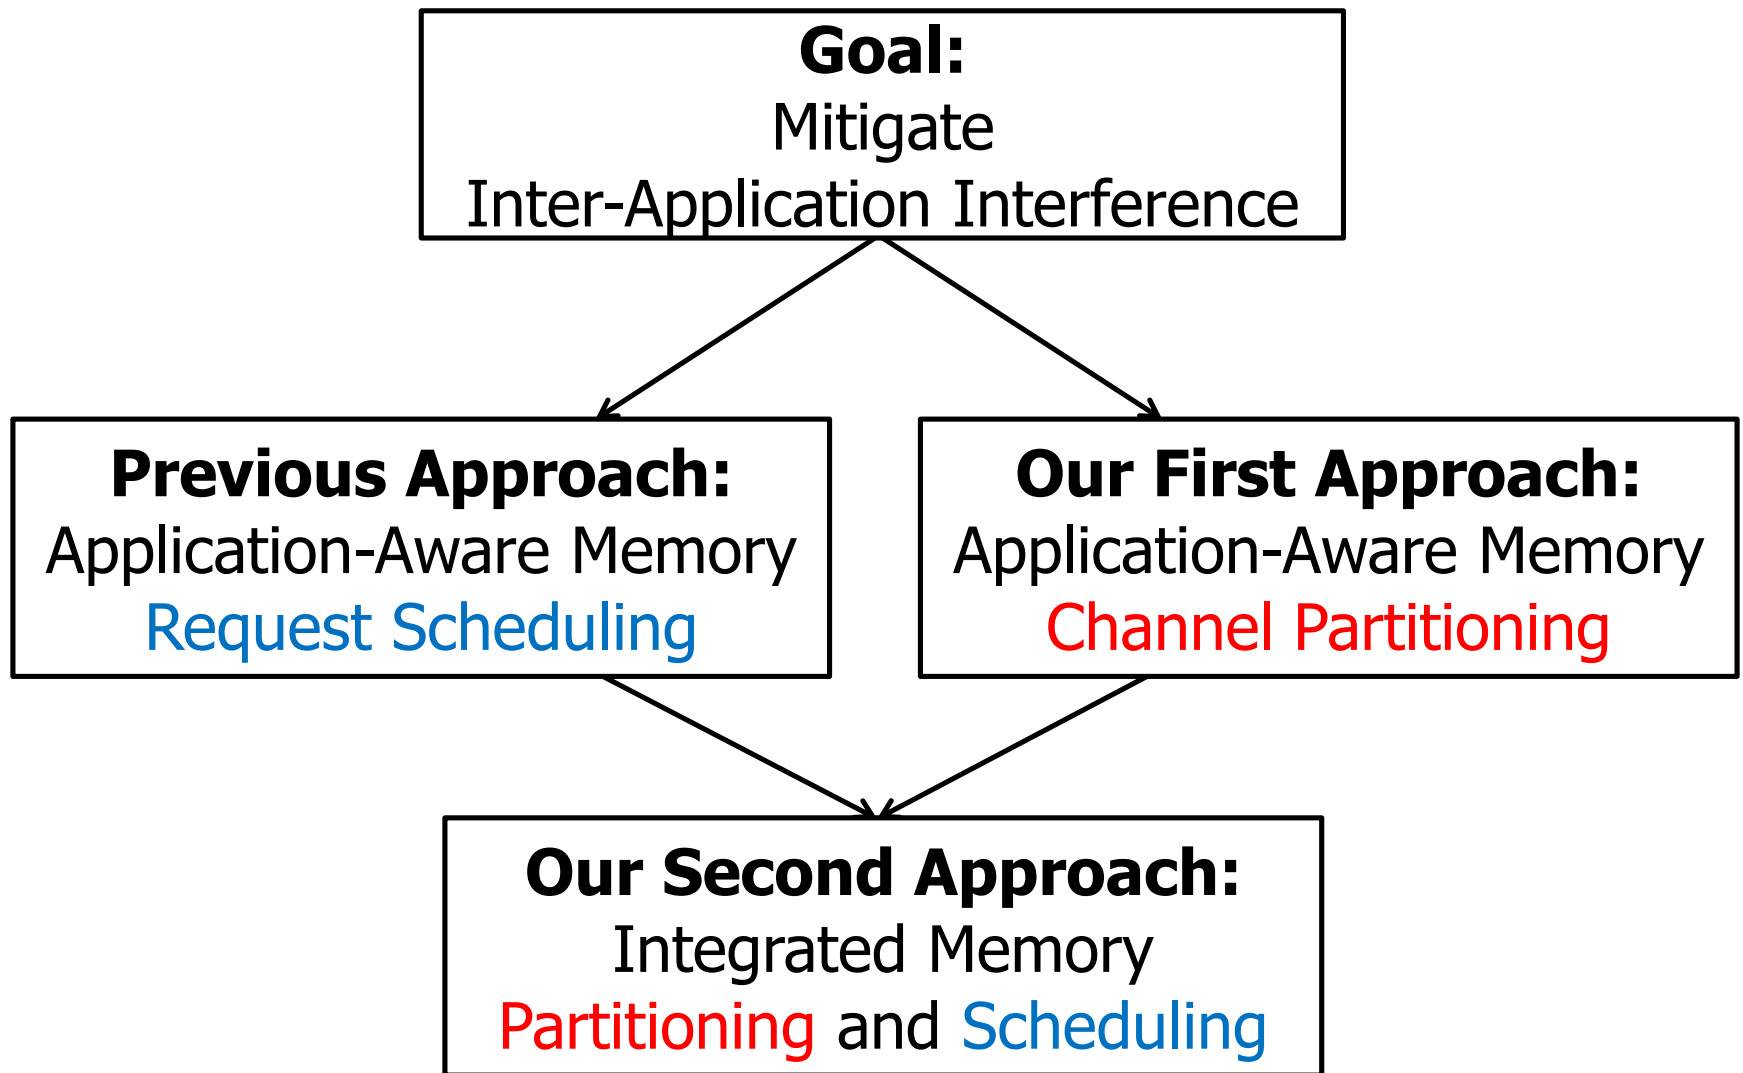 Goal:
Mitigate
Inter-Application Interference
Previous Approach:
Application-Aware Memory
Request Scheduling
Our First Approach:
Application-Aware Memory
Channel Partitioning
Our Second Approach:
Integrated Memory
Partitioning and Scheduling